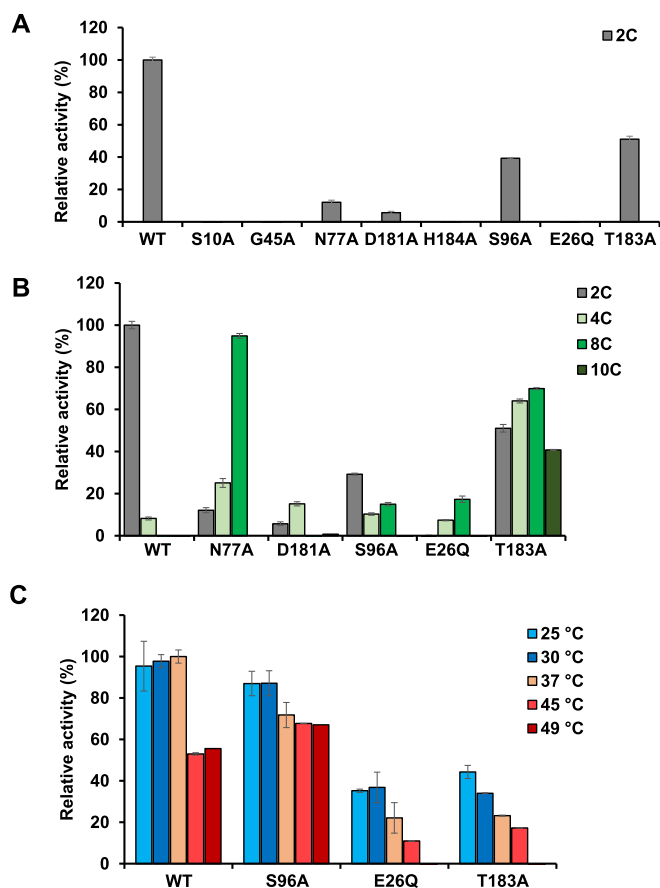 A
Relative activity (%)
120
100
80
60
40
20
0
2C
WT S10A G45A N77A D181A H184A S96A E26Q T183A
B
Relative activity (%)
120
100
80
60
40
20
0
2C
4C
8C
10C
WT N77A D181A S96A E26Q T183A
C
Relative activity (%)
120
100
80
60
40
20
0
25 °C
30 °C
37 °C
45 °C
49 °C
WT S96A E26Q T183A